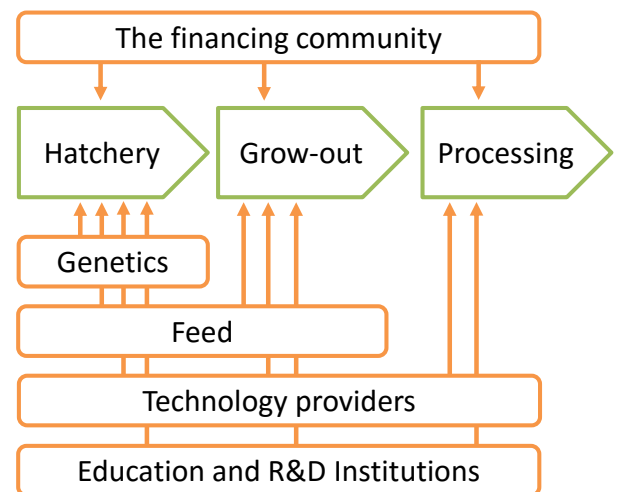 The financing community
Hatchery
Grow-out
Processing
Genetics
Feed
Technology providers
Education and R&D Institutions